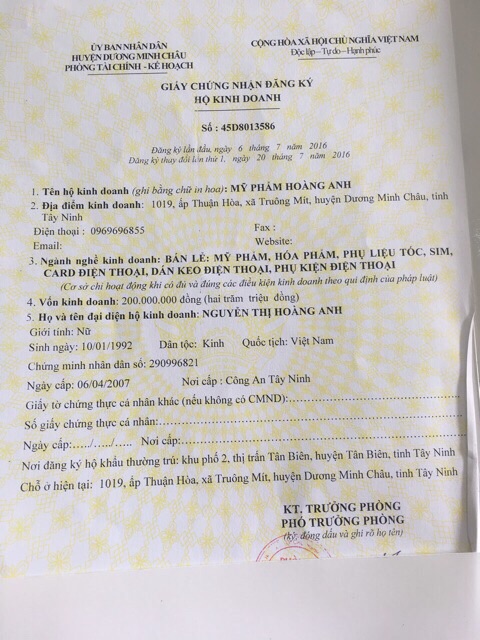 ỦY BAN NHÂN DÂN
HUYỆN DƯƠNG MINH CHÂU
PHÒNG TÀI CHÍNH - KẾ HOẠCH
CỘNG HÒA XÃ HỘI CHỦ NGHĨA VIỆT NAM
Độc lập – Tự do – Hạnh phúc
GIẤY CHỨNG NHẬN ĐĂNG KÝ
HỘ KINH DOANH
Số : 45D8013586
Đăng kí lần đầu, ngày 6 tháng 7 năm 2016
Đăng kí thay đổi lần thứ 1, ngày 20 tháng 7 năm 2016
1. Tên hộ kinh doanh (ghi bằng chữ in hoa): MỸ PHẨM HOÀNG ANH
2. Địa điểm kinh doanh: 1019, ấp Thuận Hòa, xã Truông Mít, huyện Dương Minh Châu, tỉnh
Tây Ninh
Điện thoại : 0969696855 Fax :
Email: Website:
3. Ngành nghề kinh doanh: BÁN LẺ: MỸ PHẨM, HÓA PHẨM, PHỤ LIỆU TÓC, SIM,
CARD ĐIỆN THOẠI, DÁN KEO ĐIỆN THOẠI, PHỤ KIỆN ĐIỆN THOẠI
(Cơ sở chỉ hoạt động khi có đủ và đúng các điều kiện kinh doanh theo qui định của pháp luật)
4. Vốn kinh doanh: 200.000.000 đồng (hai trăm triệu đồng)
5. Họ và tên đại diện hộ kinh doanh: NGUYỄN THỊ HOÀNG ANH
Giới tính: Nữ
Sinh ngày: 10/01/1992 Dân tộc: Kinh Quốc tịch: Việt Nam
Chứng minh nhân dân số: 290996821
Ngày cấp: 06/04/2007 Nơi cấp : Công An Tây Ninh
Giấy tờ chứng thực cá nhân khác (nếu không có CMND):
Số giấy chứng thực cá nhân:
Ngày cấp:...../...../..... Nơi cấp:
Nơi đăng ký hộ khẩu thường trú: khu phố 2, thị trấn Tân Biên, huyện Tân Biên, tỉnh Tây Ninh
Chỗ ở hiện tại: 1019, ấp Thuận Hòa, xã Truông Mít, huyện Dương Minh Châu, tỉnh Tây Ninh
KT. TRƯỞNG PHÒNG
PHÓ TRƯỞNG PHÒNG
(ký, đóng dấu và ghi rõ họ tên)